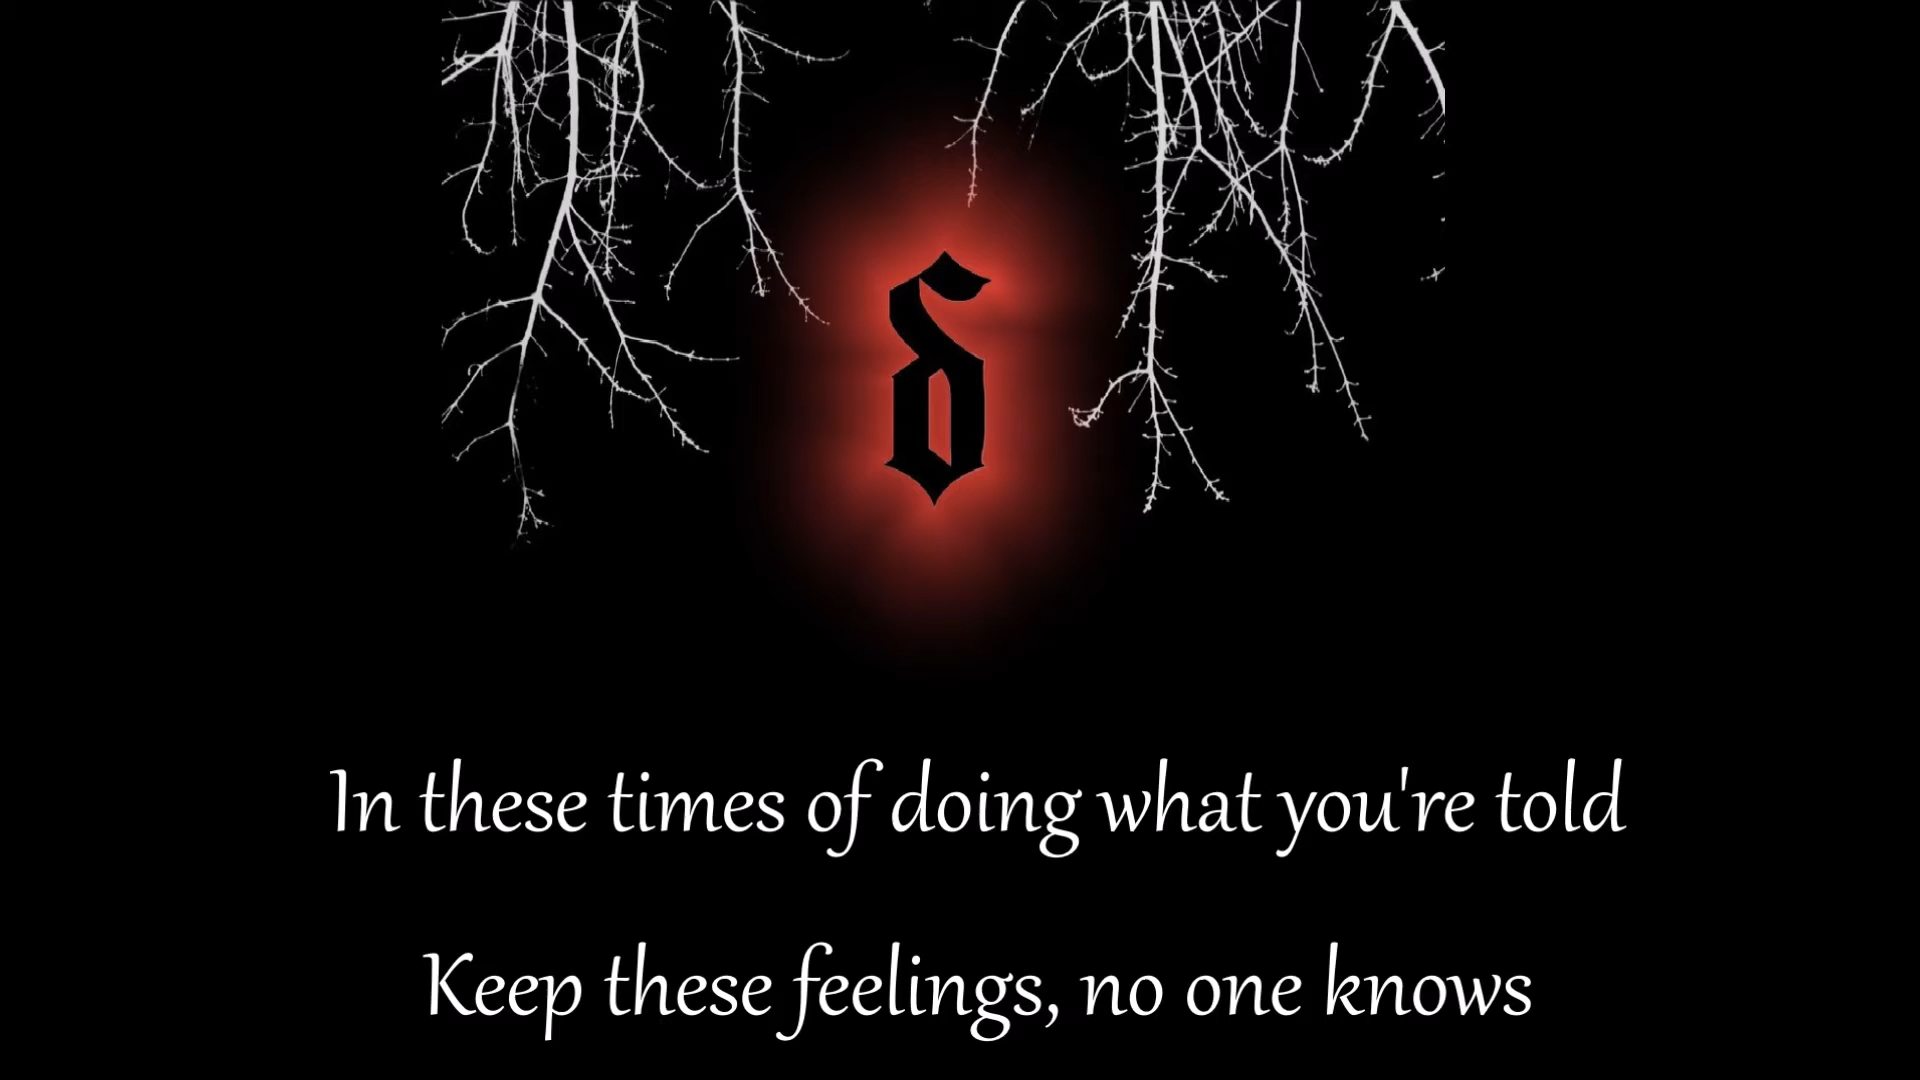 δ
In these times of doing what you're told
Keep these feelings, no one knows